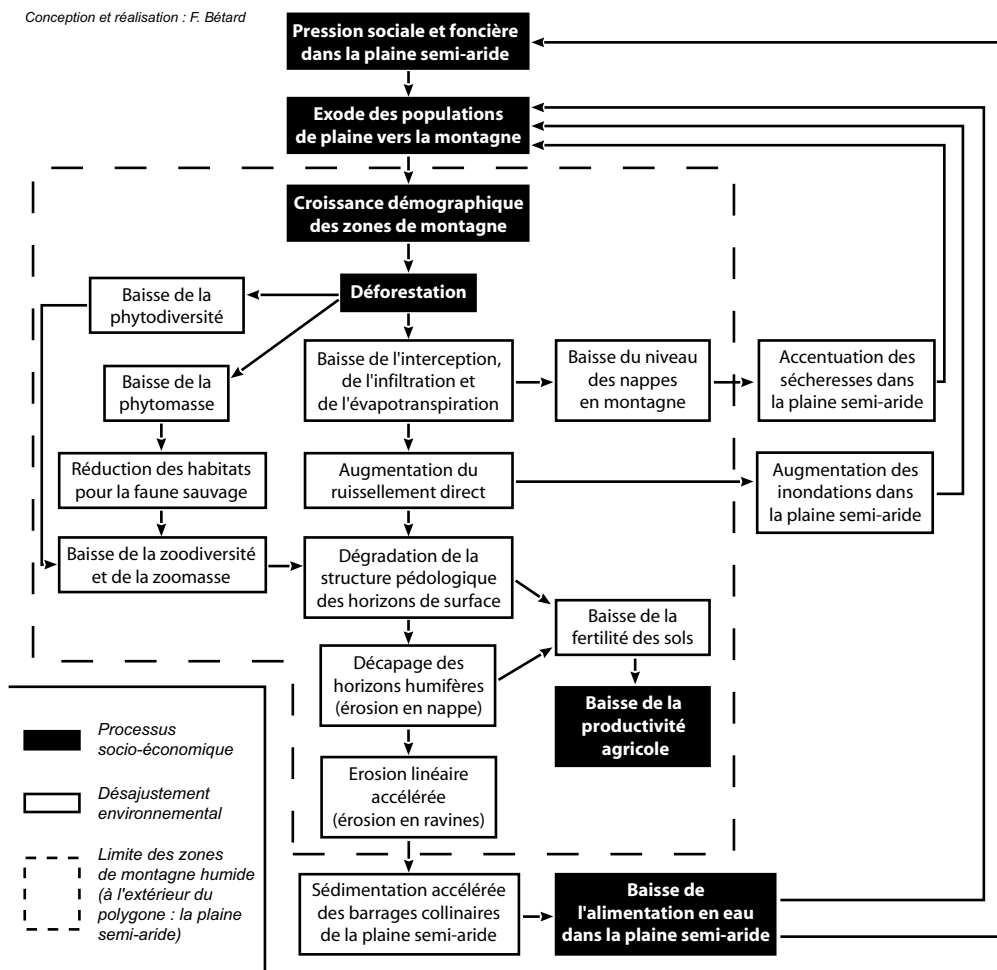 Conception et réalisation : F. Bétard
Pression sociale et foncière
dans la plaine semi-aride
Exode des populations
de plaine vers la montagne
Croissance démographique
des zones de montagne
Déforestation
Baisse de la
phytodiversité
Baisse de la
phytomasse
Baisse de l'interception,
de l'infiltration et
de l'évapotranspiration
Baisse du niveau
des nappes
en montagne
Accentuation des
sécheresses dans
la plaine semi-aride
Réduction des habitats
pour la faune sauvage
Augmentation du
ruissellement direct
Augmentation des
inondations dans
la plaine semi-aride
Baisse de la zoodiversité
et de la zoomasse
Dégradation de la
structure pédologique
des horizons de surface
Baisse de la
fertilité des sols
Décapage des
horizons humifères
(érosion en nappe)
Baisse de la
productivité
agricole
Erosion linéaire
accélérée
(érosion en ravines)
Sédimentation accélérée
des barrages collinaires
de la plaine semi-aride
Baisse de
l'alimentation en eau
dans la plaine semi-aride
Processus
socio-économique
Désajustement
environnemental
Limite des zones
de montagne humide
(à l'extérieur du
polygone : la plaine
semi-aride)